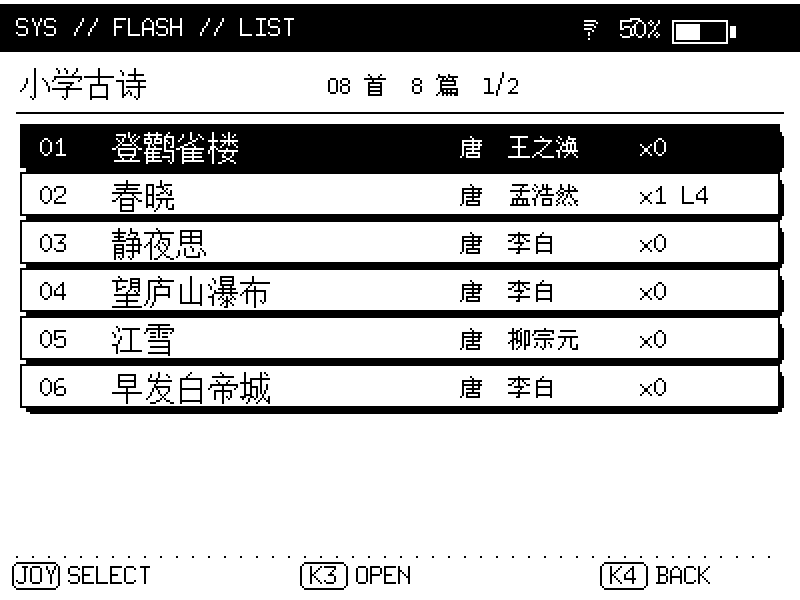 SYS // FLASH // LIST 50%
小学古诗 08 首 8 篇 1/2
01 登鹳雀楼 唐 王之涣 x0
02 春晓 唐 孟浩然 x1 L4
03 静夜思 唐 李白 x0
04 望庐山瀑布 唐 李白 x0
05 江雪 唐 柳宗元 x0
06 早发白帝城 唐 李白 x0
JOY SELECT K3 OPEN K4 BACK